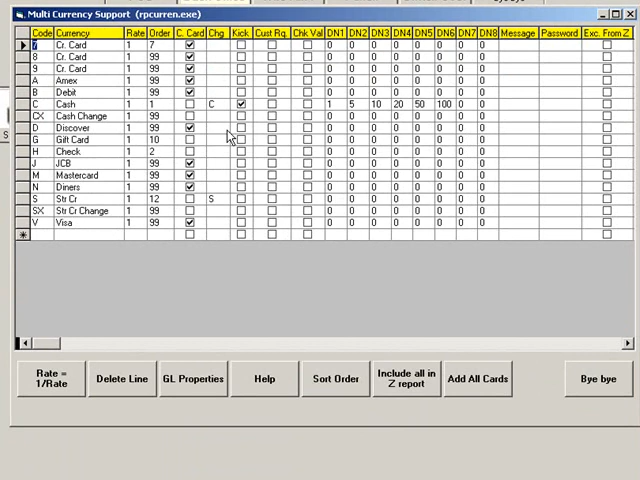 Multi Currency Support (rpcurren.exe)
Code Currency Rate Order C. Card Chg Kick Cust Rq. Chk Val DN1 DN2 DN3 DN4 DN5 DN6 DN7 DN8 Message Password Exc. From Z
7 Cr. Card 1 7 0 0 0 0 0 0 0 0
8 Cr. Card 1 99 0 0 0 0 0 0 0 0
9 Cr. Card 1 99 0 0 0 0 0 0 0 0
A Amex 1 99 0 0 0 0 0 0 0 0
B Debit 1 99 0 0 0 0 0 0 0 0
C Cash 1 1 C 1 5 10 20 50 100 0 0
CX Cash Change 1 99 0 0 0 0 0 0 0 0
D Discover 1 99 0 0 0 0 0 0 0 0
G Gift Card 1 10 0 0 0 0 0 0 0 0
H Check 1 2 0 0 0 0 0 0 0 0
J JCB 1 99 0 0 0 0 0 0 0 0
M Mastercard 1 99 0 0 0 0 0 0 0 0
N Diners 1 99 0 0 0 0 0 0 0 0
S Str Cr 1 12 S 0 0 0 0 0 0 0 0
SX Str Cr Change 1 99 0 0 0 0 0 0 0 0
V Visa 1 99 0 0 0 0 0 0 0 0
Rate =
1/Rate
Delete Line
GL Properties
Help
Sort Order
Include all in
Z report
Add All Cards
Bye bye